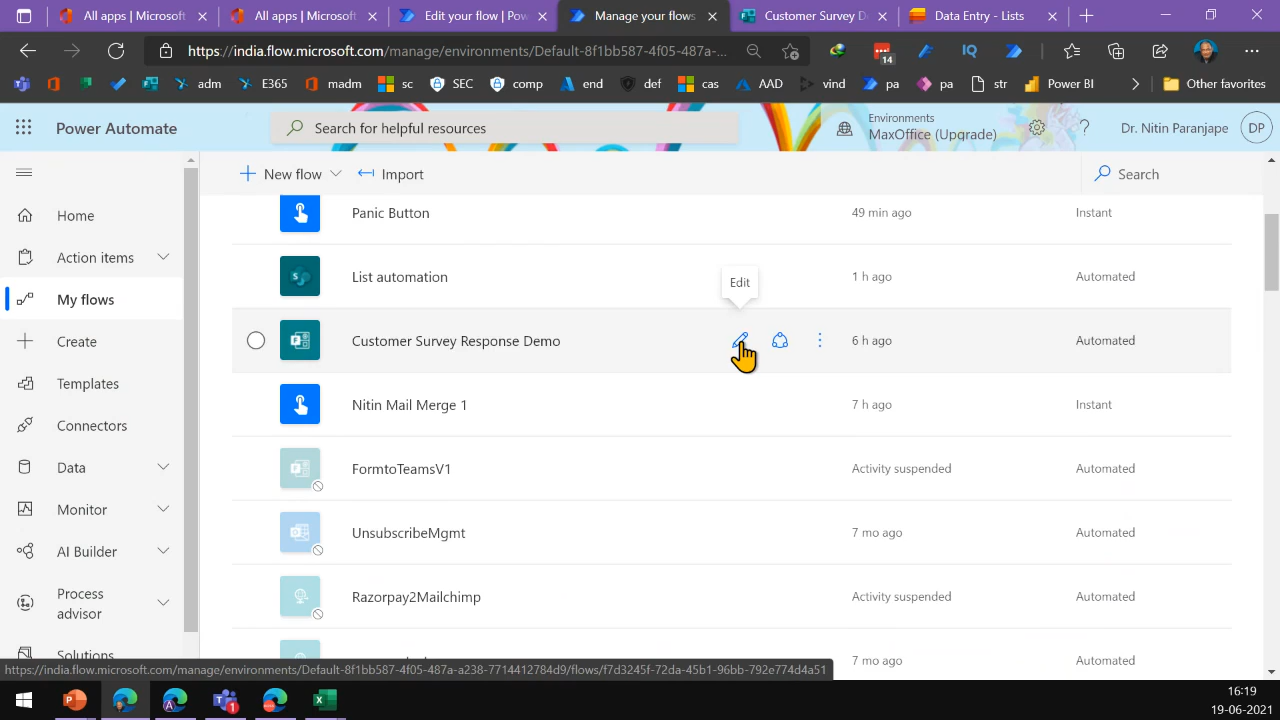 All apps | Microsoft
All apps | Microsoft
Edit your flow | Pow
Manage your flows
Customer Survey D
Data Entry - Lists
https://india.flow.microsoft.com/manage/environments/Default-8f1bb587-4f05-487a-...
14
IQ
adm
E365
madm
sc
SEC
comp
end
def
cas
AAD
vind
pa
pa
str
Power BI
Other favorites
Power Automate
Search for helpful resources
Environments
MaxOffice (Upgrade)
Dr. Nitin Paranjape
DP
New flow
Import
Search
Home
Action items
My flows
Create
Templates
Connectors
Data
Monitor
AI Builder
Process advisor
Solutions
Panic Button 49 min ago Instant
List automation 1 h ago Automated
Edit
Customer Survey Response Demo 6 h ago Automated
Nitin Mail Merge 1 7 h ago Instant
FormtoTeamsV1 Activity suspended Automated
UnsubscribeMgmt 7 mo ago Automated
Razorpay2Mailchimp Activity suspended Automated
7 mo ago Automated
https://india.flow.microsoft.com/manage/environments/Default-8f1bb587-4f05-487a-a238-7714412784d9/flows/f7d3245f-72da-45b1-96bb-792e774d4a51
1
16:19
19-06-2021